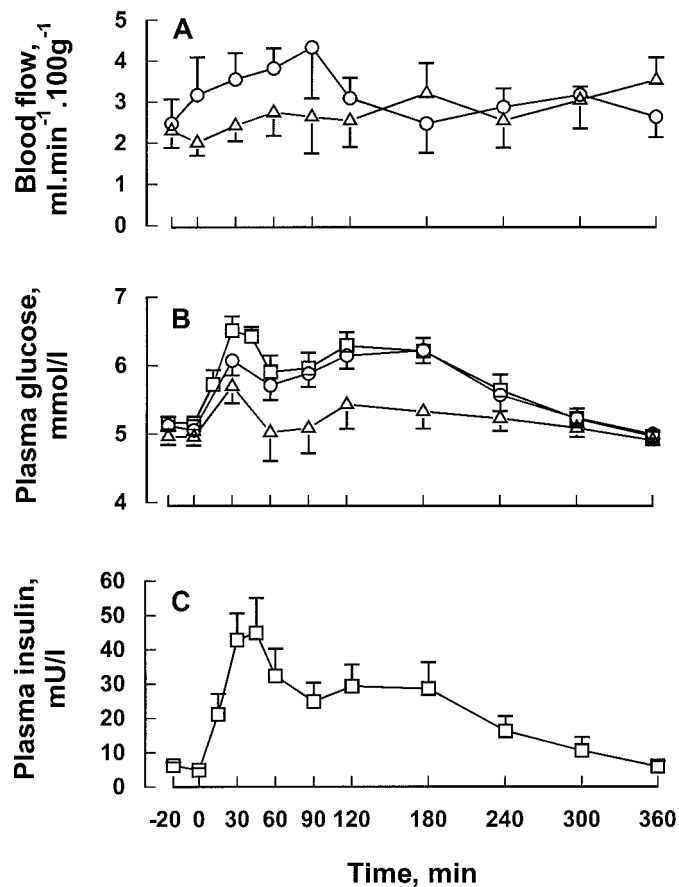 A
Blood flow,
ml.min⁻¹.100g⁻¹
5
4
3
2
1
0
B
Plasma glucose,
mmol/l
7
6
5
4
C
Plasma insulin,
mU/l
60
50
40
30
20
10
0
-20 0 30 60 90 120 180 240 300 360
Time, min